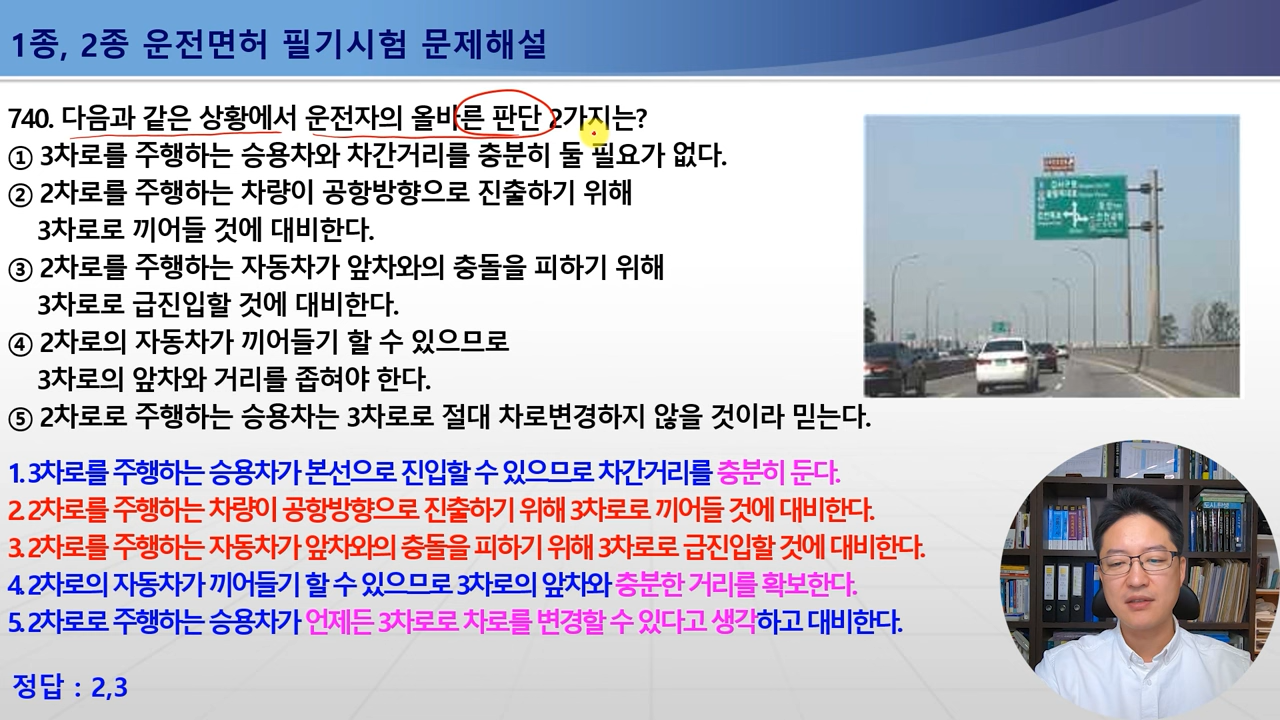 1종, 2종 운전면허 필기시험 문제해설
740. 다음과 같은 상황에서 운전자의 올바른 판단 2가지는?
① 3차로를 주행하는 승용차와 차간거리를 충분히 둘 필요가 없다.
② 2차로를 주행하는 차량이 공항방향으로 진출하기 위해
3차로로 끼어들 것에 대비한다.
③ 2차로를 주행하는 자동차가 앞차와의 충돌을 피하기 위해
3차로로 급진입할 것에 대비한다.
④ 2차로의 자동차가 끼어들기 할 수 있으므로
3차로의 앞차와 거리를 좁혀야 한다.
⑤ 2차로로 주행하는 승용차는 3차로로 절대 차로변경하지 않을 것이라 믿는다.
1. 3차로를 주행하는 승용차가 본선으로 진입할 수 있으므로 차간거리를 충분히 둔다.
2. 2차로를 주행하는 차량이 공항방향으로 진출하기 위해 3차로로 끼어들 것에 대비한다.
3. 2차로를 주행하는 자동차가 앞차와의 충돌을 피하기 위해 3차로로 급진입할 것에 대비한다.
4. 2차로의 자동차가 끼어들기 할 수 있으므로 3차로의 앞차와 충분한 거리를 확보한다.
5. 2차로로 주행하는 승용차가 언제든 3차로로 차로를 변경할 수 있다고 생각하고 대비한다.
정답 : 2,3